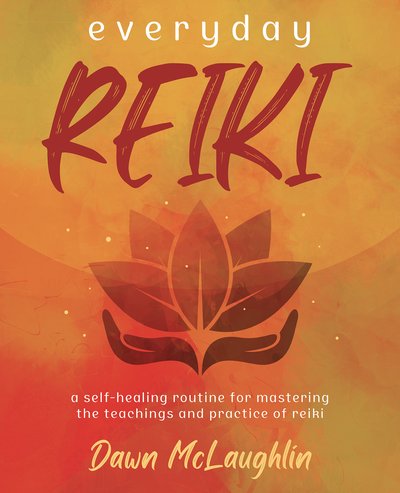 everyday
REIKI
a self-healing routine for mastering
the teachings and practice of reiki
Dawn McLaughlin